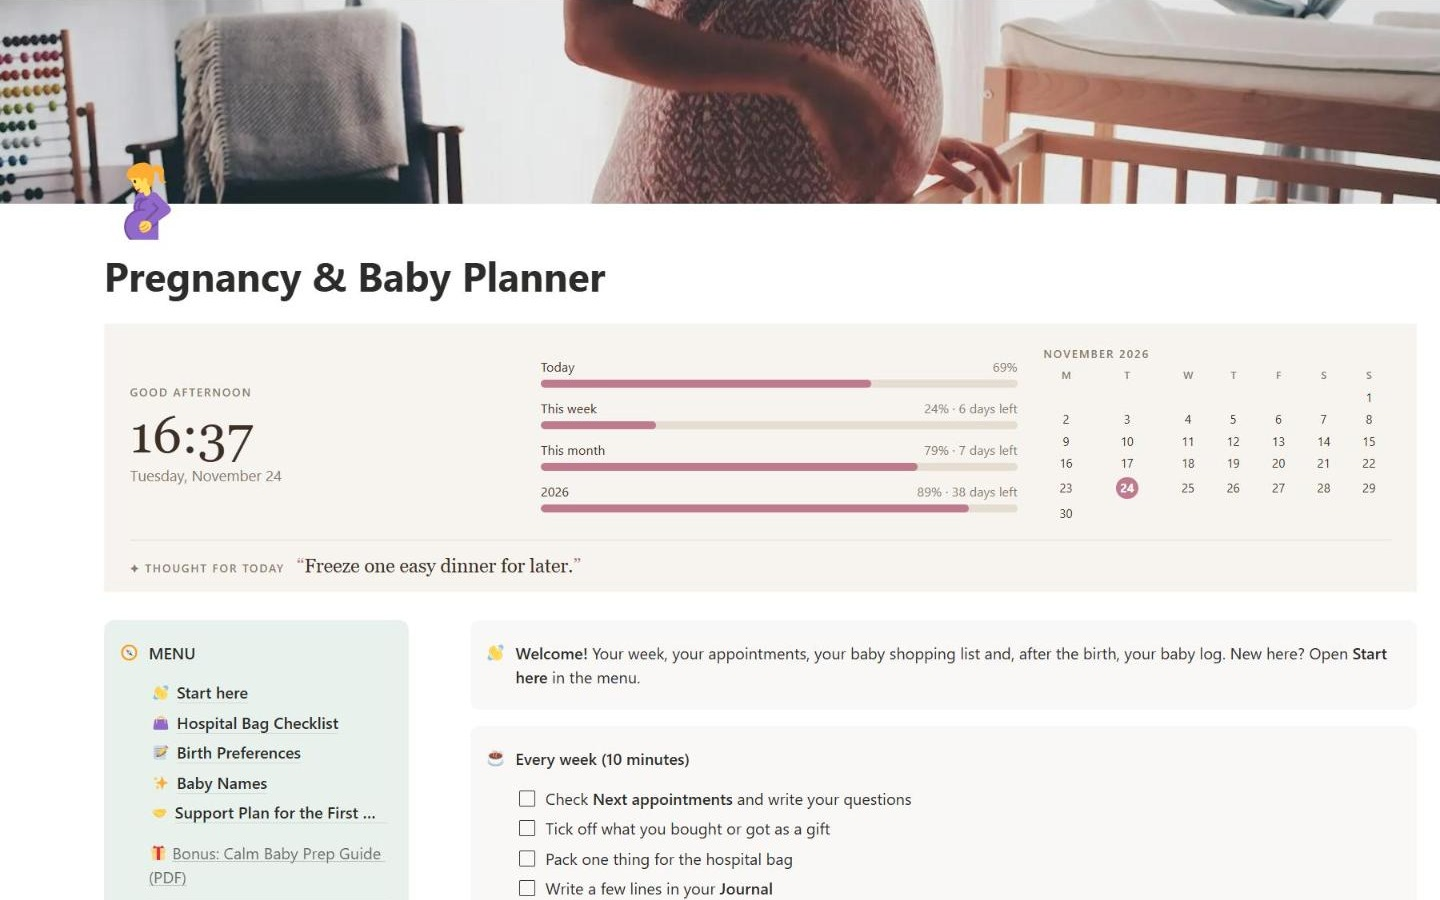 Pregnancy & Baby Planner
GOOD AFTERNOON
16:37
Tuesday, November 24
Today 69%
This week 24% · 6 days left
This month 79% · 7 days left
2026 89% · 38 days left
NOVEMBER 2026
M T W T F S S
1
2 3 4 5 6 7 8
9 10 11 12 13 14 15
16 17 18 19 20 21 22
23 24 25 26 27 28 29
30
✦ THOUGHT FOR TODAY “Freeze one easy dinner for later.”
MENU
Start here
Hospital Bag Checklist
Birth Preferences
Baby Names
Support Plan for the First ...
Bonus: Calm Baby Prep Guide
(PDF)
Welcome! Your week, your appointments, your baby shopping list and, after the birth, your baby log. New here? Open Start
here in the menu.
Every week (10 minutes)
Check Next appointments and write your questions
Tick off what you bought or got as a gift
Pack one thing for the hospital bag
Write a few lines in your Journal